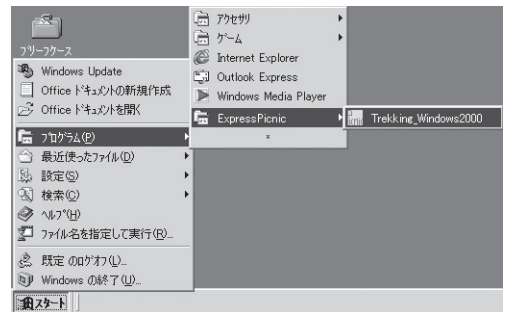 ブリーフケース
Windows Update
Office ドキュメントの新規作成
Office ドキュメントを開く
プログラム(P)
最近使ったファイル(D)
設定(S)
検索(C)
ヘルプ(H)
ファイル名を指定して実行(R)...
既定 のログオフ(L)...
Windows の終了(U)...
スタート
アクセサリ
ゲーム
Internet Explorer
Outlook Express
Windows Media Player
ExpressPicnic
Trekking_Windows2000